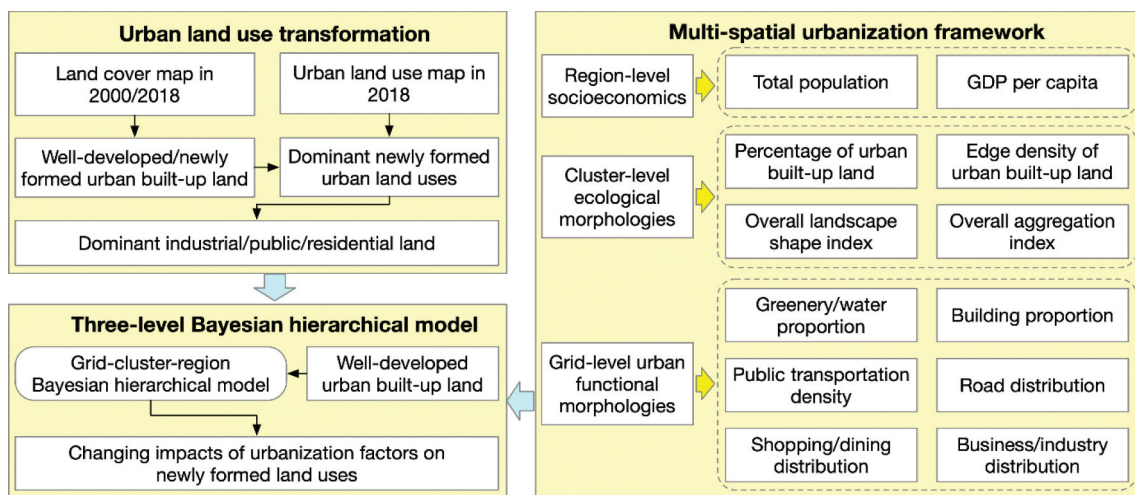 Urban land use transformation
Land cover map in
2000/2018
Urban land use map in
2018
Well-developed/newly
formed urban built-up land
Dominant newly formed
urban land uses
Dominant industrial/public/residential land
Three-level Bayesian hierarchical model
Grid-cluster-region
Bayesian hierarchical model
Well-developed
urban built-up land
Changing impacts of urbanization factors on
newly formed land uses
Multi-spatial urbanization framework
Region-level
socioeconomics
Total population
GDP per capita
Cluster-level
ecological
morphologies
Percentage of urban
built-up land
Edge density of
urban built-up land
Overall landscape
shape index
Overall aggregation
index
Grid-level urban
functional
morphologies
Greenery/water
proportion
Building proportion
Public transportation
density
Road distribution
Shopping/dining
distribution
Business/industry
distribution